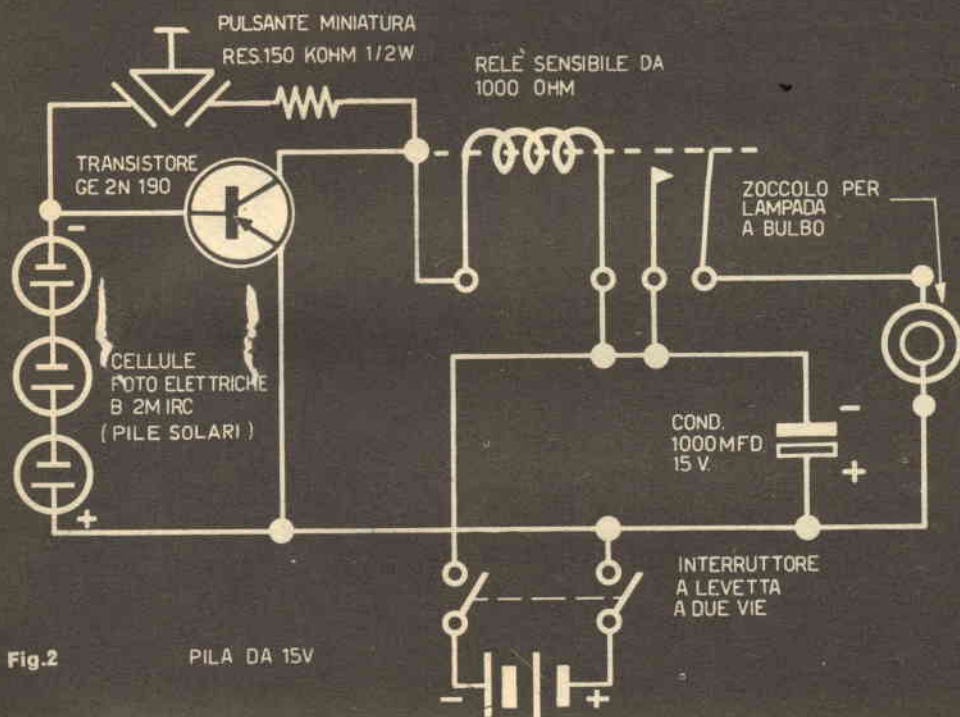 PULSANTE MINIATURA
RES.150 KOHM 1/2W
RELÈ SENSIBILE DA
1000 OHM
TRANSISTORE
GE 2N 190
ZOCCOLO PER
LAMPADA
A BULBO
-
CELLULE
FOTO ELETTRICHE
B 2M IRC
(PILE SOLARI)
+
COND.
1000MFD
15 V.
-
+
INTERRUTTORE
A LEVETTA
A DUE VIE
Fig.2
PILA DA 15V
- +